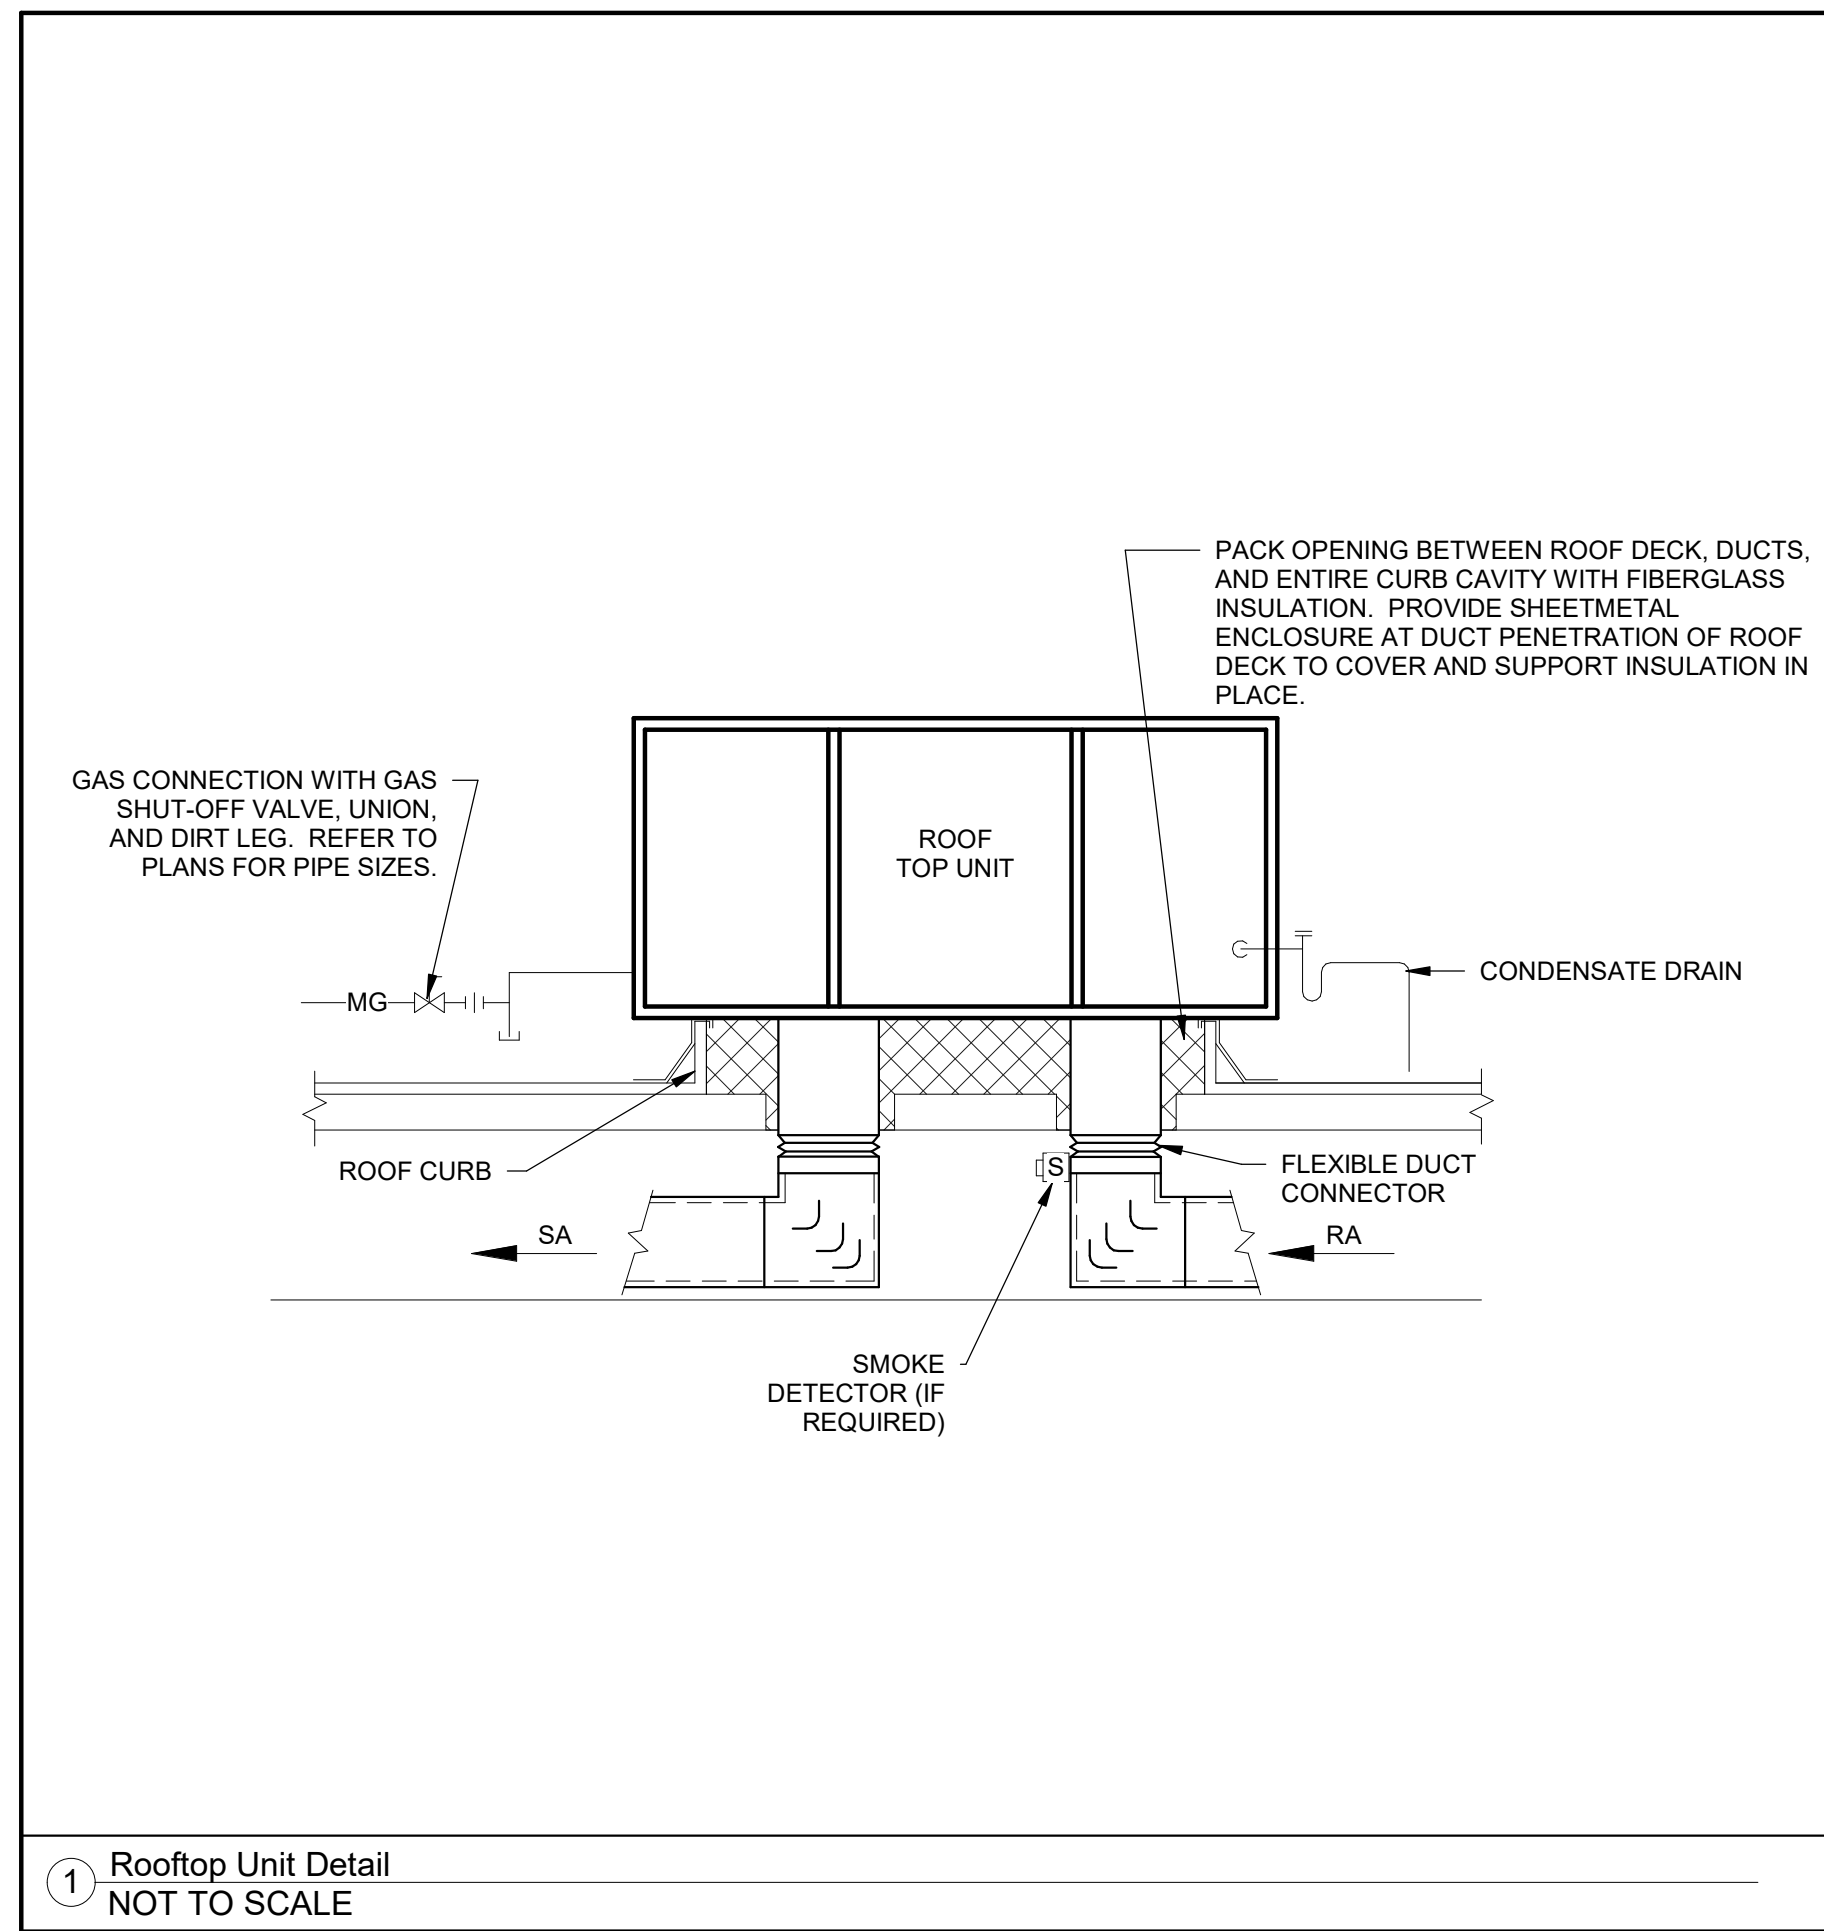 PACK OPENING BETWEEN ROOF DECK, DUCTS,
AND ENTIRE CURB CAVITY WITH FIBERGLASS
INSULATION. PROVIDE SHEETMETAL
ENCLOSURE AT DUCT PENETRATION OF ROOF
DECK TO COVER AND SUPPORT INSULATION IN
PLACE.
GAS CONNECTION WITH GAS
SHUT-OFF VALVE, UNION,
AND DIRT LEG. REFER TO
PLANS FOR PIPE SIZES.
ROOF
TOP UNIT
CONDENSATE DRAIN
MG
ROOF CURB
S
FLEXIBLE DUCT
CONNECTOR
SA
RA
SMOKE
DETECTOR (IF
REQUIRED)
1
Rooftop Unit Detail
NOT TO SCALE